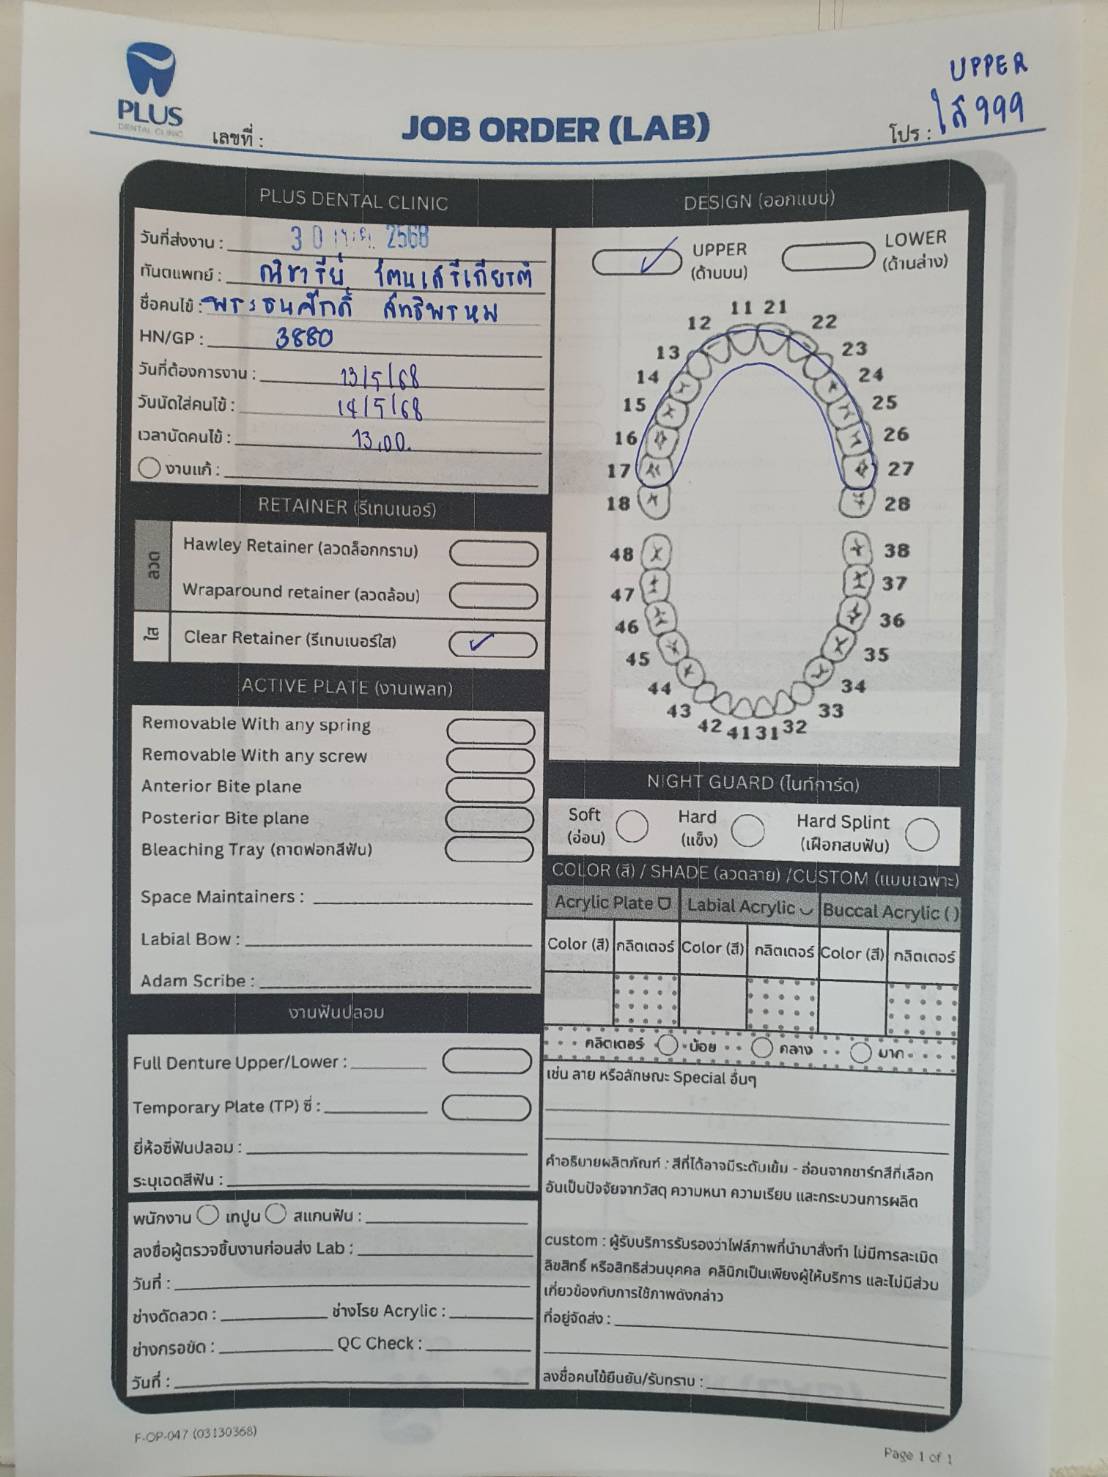 UPPER
PLUS
DENTAL CLINIC
เลขที่ :
JOB ORDER (LAB)
โปร : ใส 999
PLUS DENTAL CLINIC
วันที่ส่งงาน : 30 เม.ย. 2568
ทันตแพทย์ :
ชื่อคนไข้ : พระธนศักดิ์ สิทธิพรหม
HN/GP : 3880
วันที่ต้องการงาน : 13/5/68
วันนัดใส่คนไข้ : 14/5/68
เวลานัดคนไข้ : 13.00.
งานแก้ :
RETAINER (รีเทนเนอร์)
ลวด
Hawley Retainer (ลวดล็อกกราม)
Wraparound retainer (ลวดล้อม)
ใส
Clear Retainer (รีเทนเนอร์ใส)
ACTIVE PLATE (งานเพลท)
Removable With any spring
Removable With any screw
Anterior Bite plane
Posterior Bite plane
Bleaching Tray (ถาดฟอกสีฟัน)
Space Maintainers :
Labial Bow :
Adam Scribe :
งานฟันปลอม
Full Denture Upper/Lower :
Temporary Plate (TP) ซี่ :
ยี่ห้อซี่ฟันปลอม :
ระบุเฉดสีฟัน :
พนักงาน เทปูน สแกนฟัน :
ลงชื่อผู้ตรวจชิ้นงานก่อนส่ง Lab :
วันที่ :
ช่างดัดลวด : ช่างโรย Acrylic :
ช่างกรอขัด : QC Check :
วันที่ :
DESIGN (ออกแบบ)
UPPER
(ด้านบน)
LOWER
(ด้านล่าง)
11 21
12 22
13 23
14 24
15 25
16 26
17 27
18 28
48 38
47 37
46 36
45 35
44 34
43 33
42 41 31 32
NIGHT GUARD (ไนท์การ์ด)
Soft
(อ่อน)
Hard
(แข็ง)
Hard Splint
(เฝือกสบฟัน)
COLOR (สี) / SHADE (ลวดลาย) /CUSTOM (แบบเฉพาะ)
Acrylic Plate Labial Acrylic Buccal Acrylic ( )
Color (สี) กลิตเตอร์ Color (สี) กลิตเตอร์ Color (สี) กลิตเตอร์
กลิตเตอร์ น้อย กลาง มาก
เช่น ลาย หรือลักษณะ Special อื่นๆ
คำอธิบายผลิตภัณฑ์ : สีที่ได้อาจมีระดับเข้ม - อ่อนจากชาร์ทสีที่เลือก
อันเป็นปัจจัยจากวัสดุ ความหนา ความเรียบ และกระบวนการผลิต
custom : ผู้รับบริการรับรองว่าไฟล์ภาพที่นำมาสั่งทำ ไม่มีการละเมิด
ลิขสิทธิ์ หรือสิทธิส่วนบุคคล คลินิกเป็นเพียงผู้ให้บริการ และไม่มีส่วน
เกี่ยวข้องกับการใช้ภาพดังกล่าว
ที่อยู่จัดส่ง :
ลงชื่อคนไข้ยืนยัน/รับทราบ :
F-OP-047 (03130368)
Page 1 of 1